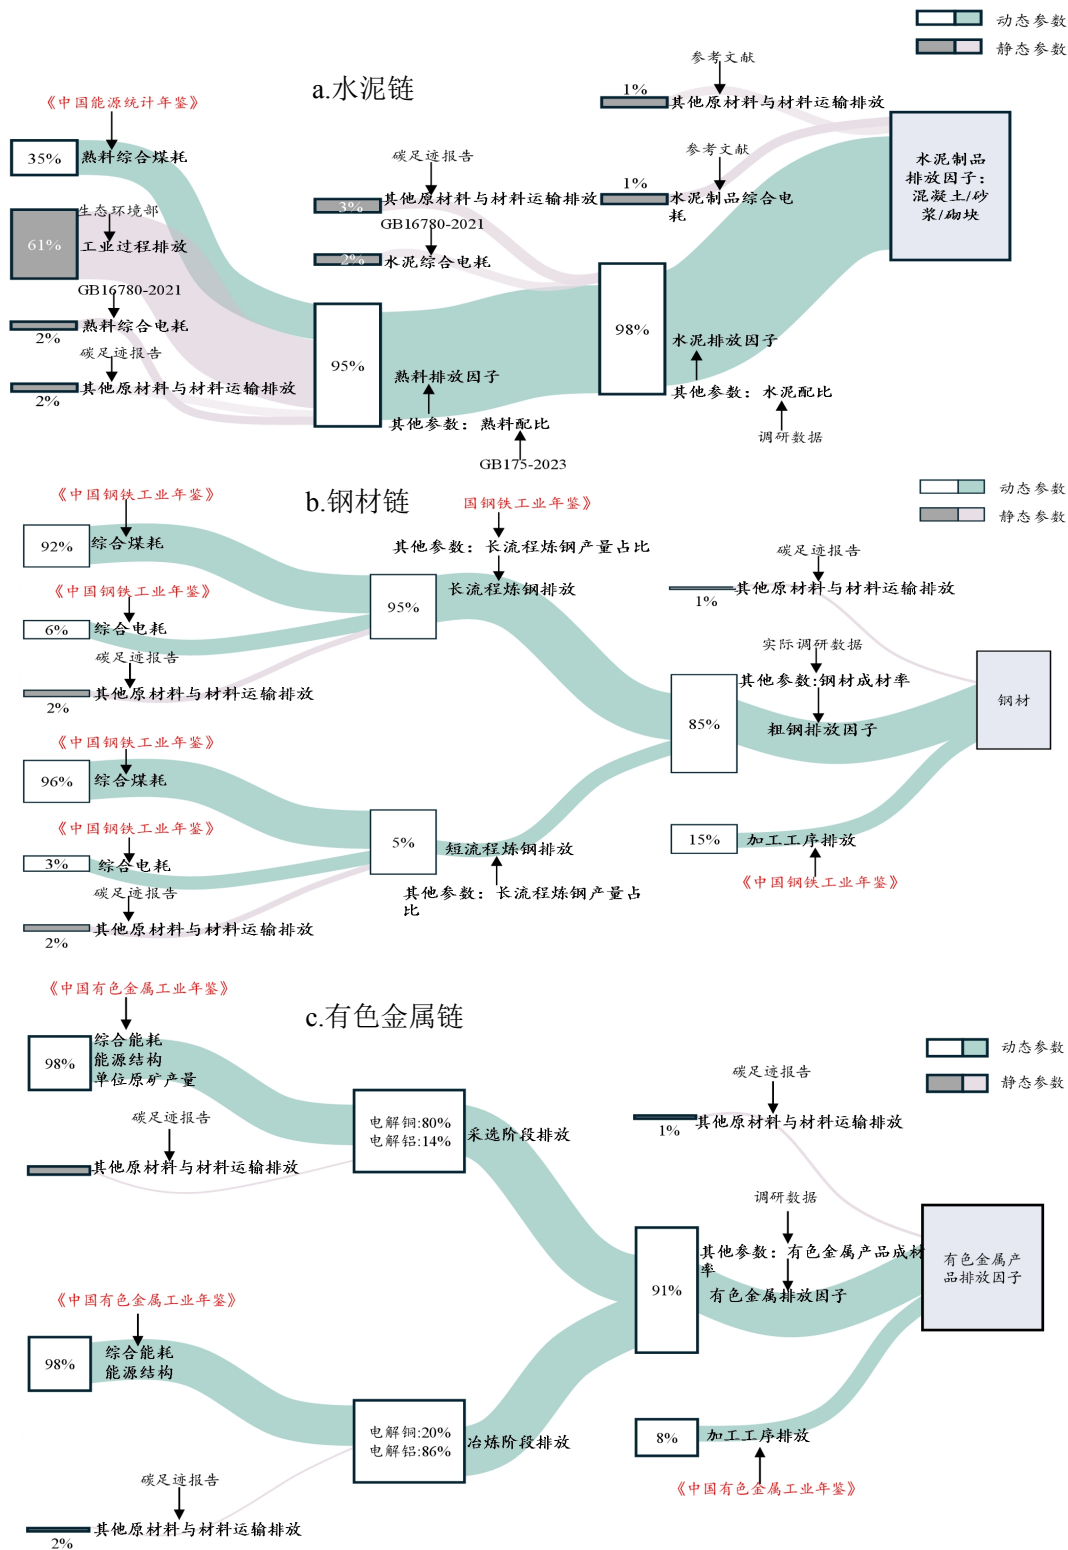 动态参数
静态参数
a.水泥链
《中国能源统计年鉴》
35%
熟料综合煤耗
生态环境部
61%
工业过程排放
GB16780-2021
熟料综合电耗
2%
碳足迹报告
其他原材料与材料运输排放
2%
碳足迹报告
其他原材料与材料运输排放
3%
GB16780-2021
2%
水泥综合电耗
95%
熟料排放因子
其他参数：熟料配比
GB175-2023
参考文献
1%
其他原材料与材料运输排放
参考文献
1%
水泥制品综合电
耗
98%
水泥排放因子
其他参数：水泥配比
调研数据
水泥制品
排放因子：
混凝土/砂
浆/砌块
b.钢材链
动态参数
静态参数
《中国钢铁工业年鉴》
92%
综合煤耗
《中国钢铁工业年鉴》
6%
综合电耗
碳足迹报告
其他原材料与材料运输排放
2%
《中国钢铁工业年鉴》
96%
综合煤耗
《中国钢铁工业年鉴》
3%
综合电耗
碳足迹报告
其他原材料与材料运输排放
2%
国钢铁工业年鉴》
其他参数：长流程炼钢产量占比
95%
长流程炼钢排放
5%
短流程炼钢排放
其他参数：长流程炼钢产量占
比
碳足迹报告
其他原材料与材料运输排放
1%
实际调研数据
其他参数:钢材成材率
85%
粗钢排放因子
15%
加工工序排放
《中国钢铁工业年鉴》
钢材
c.有色金属链
动态参数
静态参数
《中国有色金属工业年鉴》
98%
综合能耗
能源结构
单位原矿产量
碳足迹报告
其他原材料与材料运输排放
《中国有色金属工业年鉴》
98%
综合能耗
能源结构
碳足迹报告
其他原材料与材料运输排放
2%
电解铜:80%
电解铝:14%
采选阶段排放
电解铜:20%
电解铝:86%
冶炼阶段排放
碳足迹报告
1%
其他原材料与材料运输排放
调研数据
其他参数：有色金属产品成材
率
91%
有色金属排放因子
8%
加工工序排放
《中国有色金属工业年鉴》
有色金属产
品排放因子